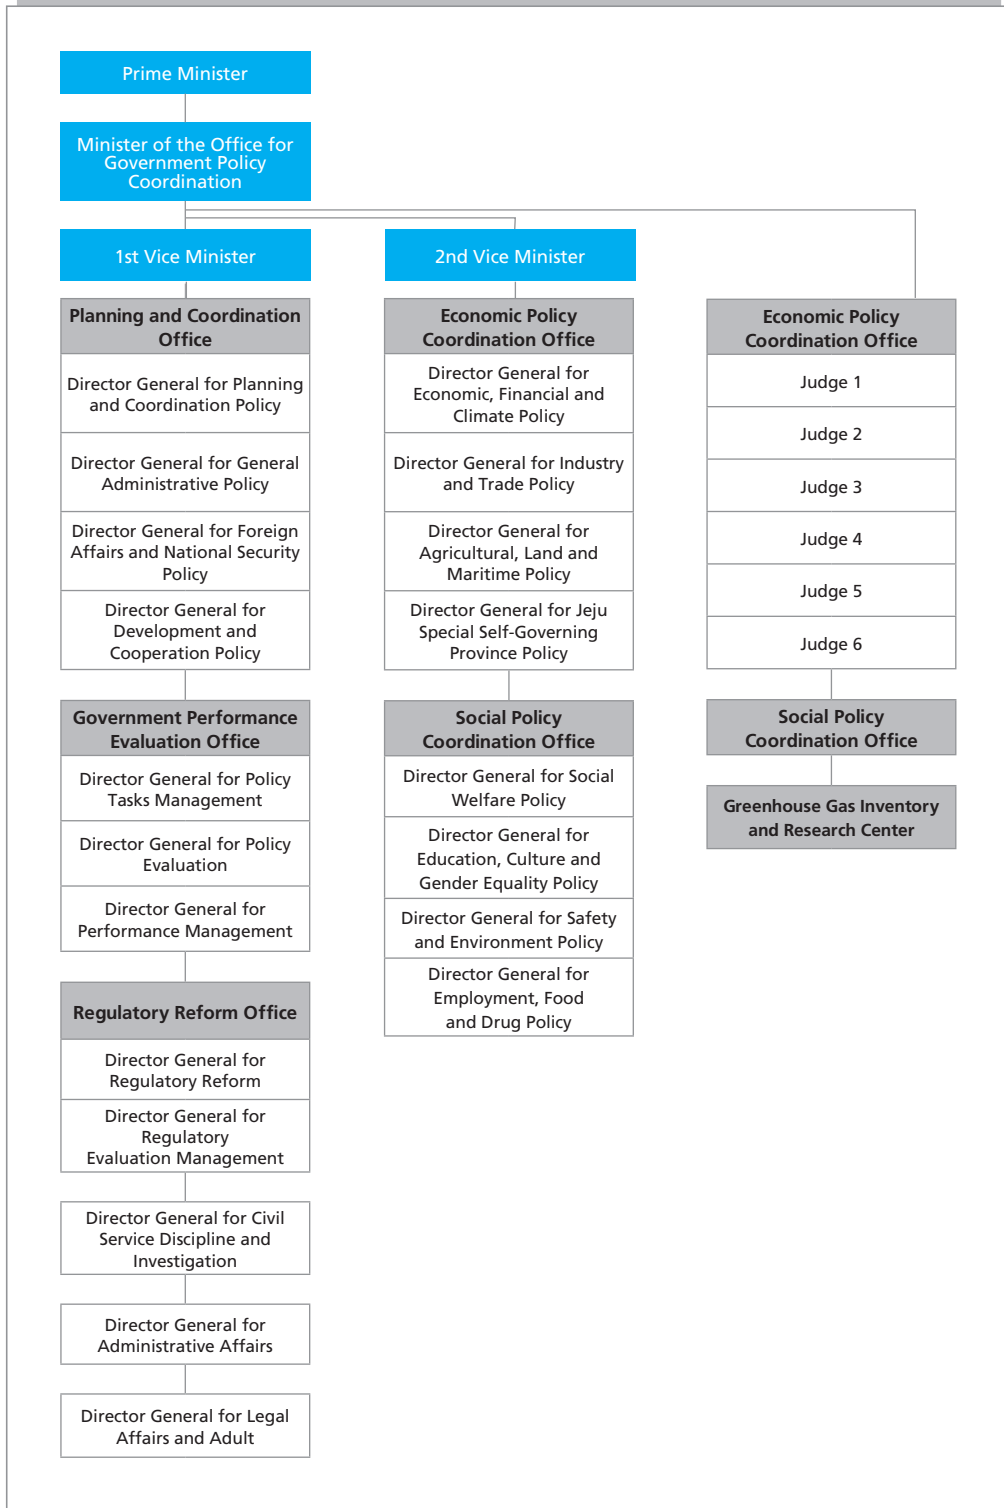 Prime Minister
Minister of the Office for
Government Policy
Coordination
1st Vice Minister
Planning and Coordination
Office
Director General for Planning
and Coordination Policy
Director General for General
Administrative Policy
Director General for Foreign
Affairs and National Security
Policy
Director General for
Development and
Cooperation Policy
Government Performance
Evaluation Office
Director General for Policy
Tasks Management
Director General for Policy
Evaluation
Director General for
Performance Management
Regulatory Reform Office
Director General for
Regulatory Reform
Director General for
Regulatory
Evaluation Management
Director General for Civil
Service Discipline and
Investigation
Director General for
Administrative Affairs
Director General for Legal
Affairs and Adult
2nd Vice Minister
Economic Policy
Coordination Office
Director General for
Economic, Financial and
Climate Policy
Director General for Industry
and Trade Policy
Director General for
Agricultural, Land and
Maritime Policy
Director General for Jeju
Special Self-Governing
Province Policy
Social Policy
Coordination Office
Director General for Social
Welfare Policy
Director General for
Education, Culture and
Gender Equality Policy
Director General for Safety
and Environment Policy
Director General for
Employment, Food
and Drug Policy
Economic Policy
Coordination Office
Judge 1
Judge 2
Judge 3
Judge 4
Judge 5
Judge 6
Social Policy
Coordination Office
Greenhouse Gas Inventory
and Research Center